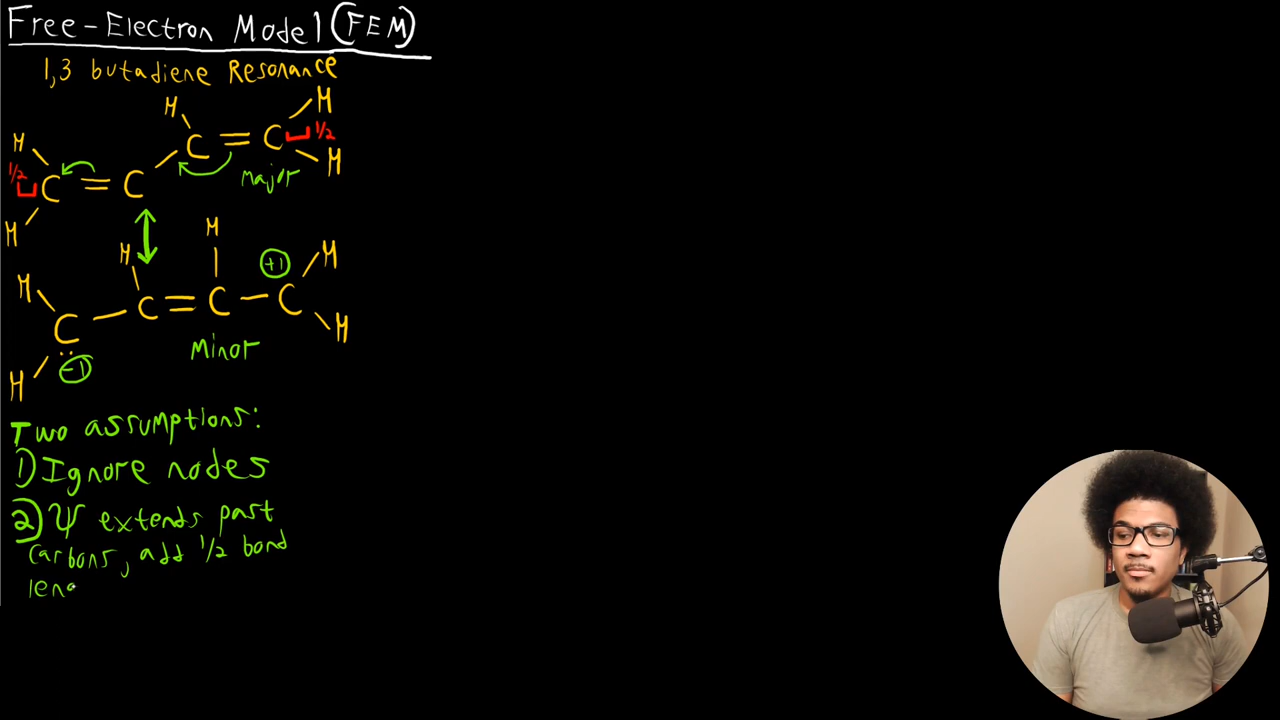 Free-Electron Model (FEM)
1,3 butadiene Resonance
H H
H C = C 1/2
1/2 C = C H
Major
H
H
H +1 H
H C = C - C
C H
Minor
-1
H
Two assumptions:
1) Ignore nodes
2) Ψ extends past
carbons, add 1/2 bond
leng